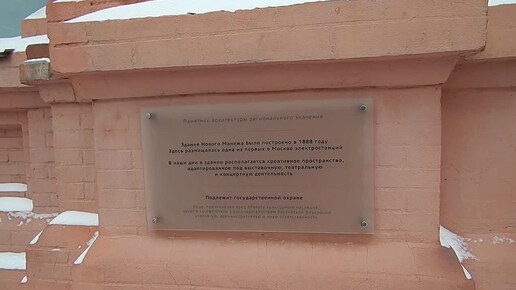 Памятник архитектуры регионального значения
Здание Нового Манежа было построено в 1888 году
Здесь размещалась одна из первых в Москве электростанций
В наши дни в здании располагается креативное пространство,
адаптированное под выставочную, театральную
и концертную деятельность
Подлежит государственной охране